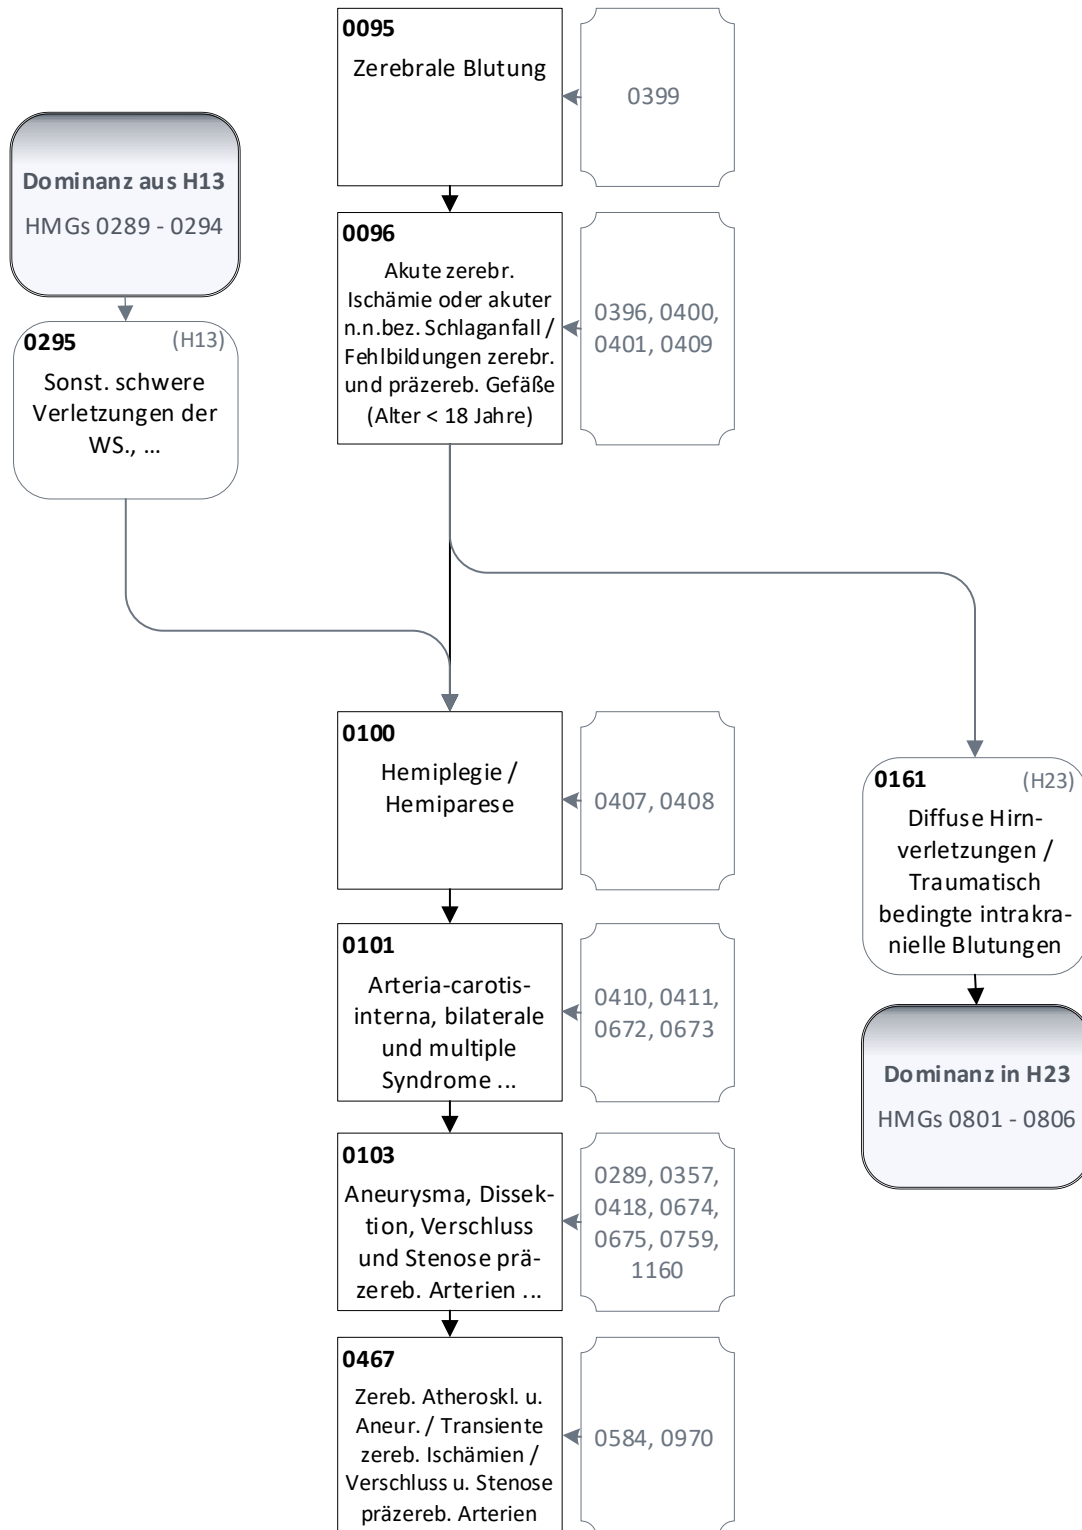 0095
Zerebrale Blutung
0399
Dominanz aus H13
HMGs 0289 - 0294
0096
Akute zerebr.
Ischämie oder akuter
n.n.bez. Schlaganfall /
Fehlbildungen zerebr.
und präzereb. Gefäße
(Alter < 18 Jahre)
0396, 0400,
0401, 0409
0295 (H13)
Sonst. schwere
Verletzungen der
WS., ...
0100
Hemiplegie /
Hemiparese
0407, 0408
0161 (H23)
Diffuse Hirn-
verletzungen /
Traumatisch
bedingte intrakra-
nielle Blutungen
0101
Arteria-carotis-
interna, bilaterale
und multiple
Syndrome ...
0410, 0411,
0672, 0673
Dominanz in H23
HMGs 0801 - 0806
0103
Aneurysma, Dissek-
tion, Verschluss
und Stenose prä-
zereb. Arterien ...
0289, 0357,
0418, 0674,
0675, 0759,
1160
0467
Zereb. Atheroskl. u.
Aneur. / Transiente
zereb. Ischämien /
Verschluss u. Stenose
präzereb. Arterien
0584, 0970